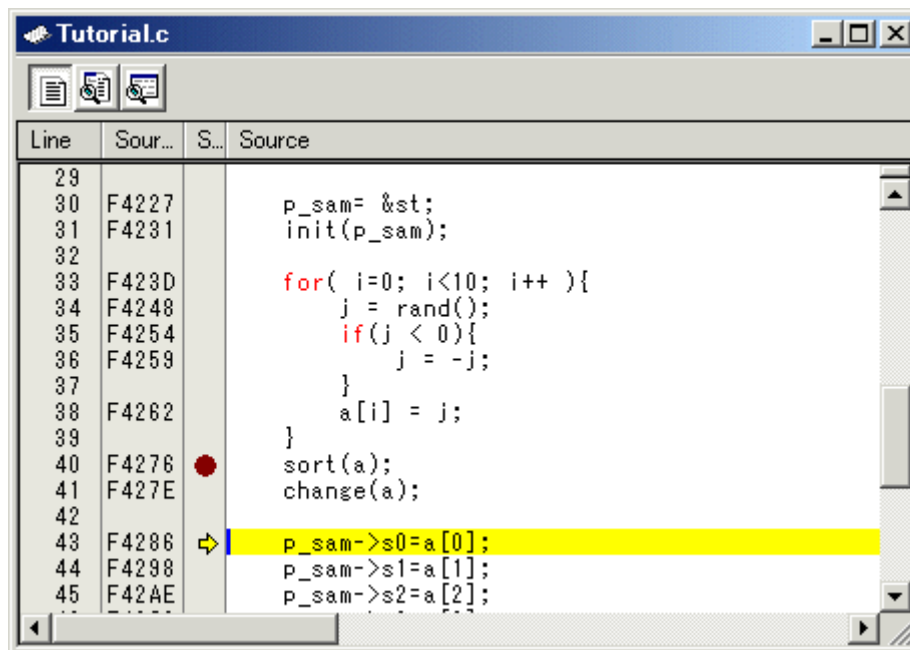 Tutorial.c
Line Sour... S... Source
29
30 F4227 p_sam= &st;
31 F4231 init(p_sam);
32
33 F423D for( i=0; i<10; i++ ){
34 F4248 j = rand();
35 F4254 if(j < 0){
36 F4259 j = -j;
37 }
38 F4262 a[i] = j;
39 }
40 F4276 sort(a);
41 F427E change(a);
42
43 F4286 p_sam->s0=a[0];
44 F4298 p_sam->s1=a[1];
45 F42AE p_sam->s2=a[2];